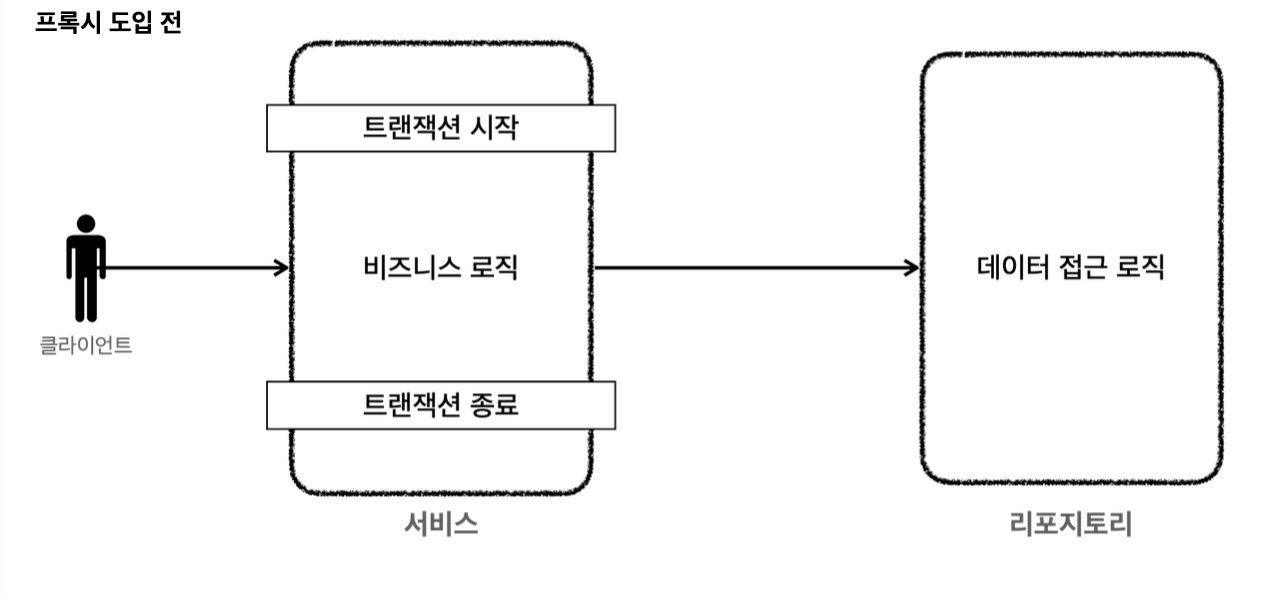 프록시 도입 전
트랜잭션 시작
비즈니스 로직
데이터 접근 로직
클라이언트
트랜잭션 종료
서비스
리포지토리